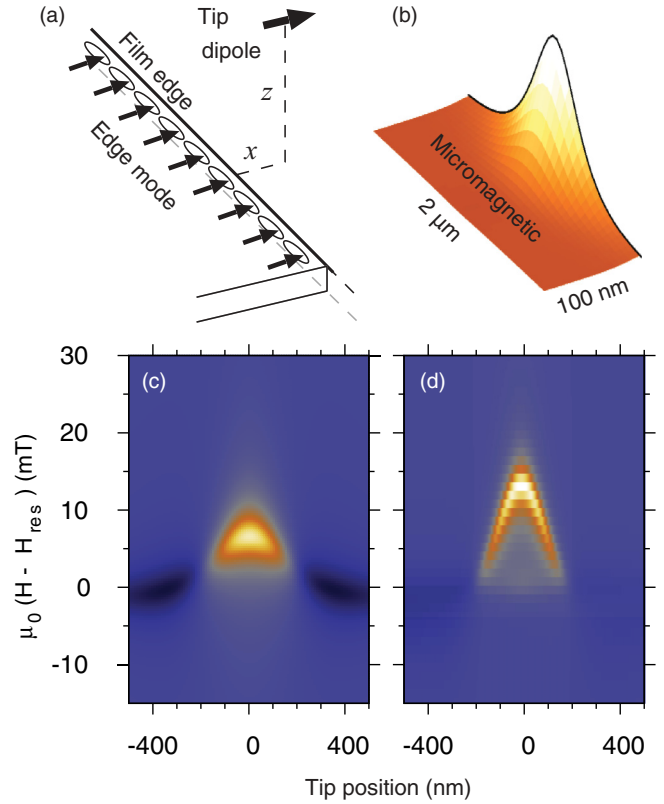 (a)
Tip
dipole
Film edge
Edge mode
z
x
(b)
Micromagnetic
2 μm
100 nm
(c)
(d)
30
20
10
0
-10
μ₀ (H - H_res) (mT)
-400 0 400
-400 0 400
Tip position (nm)